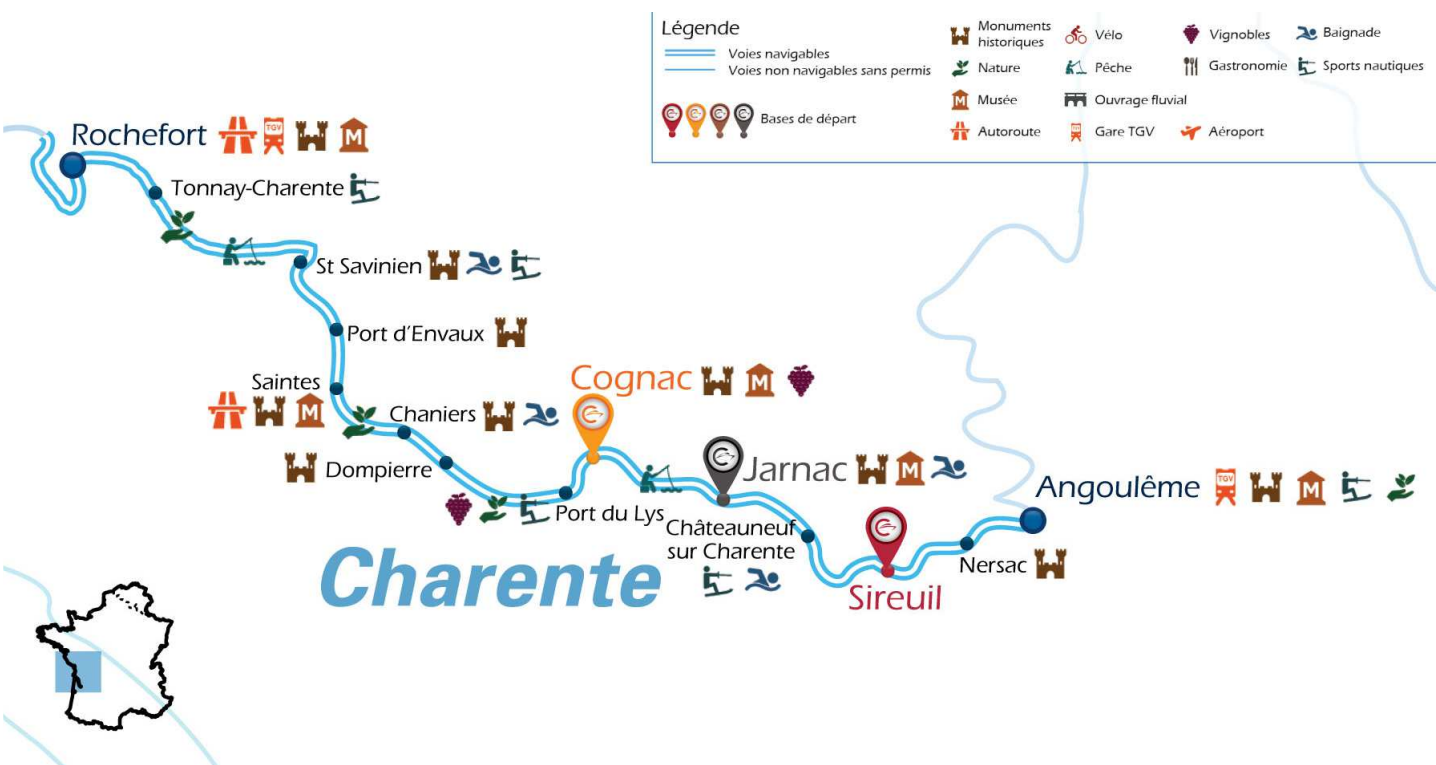 Légende
Voies navigables
Voies non navigables sans permis
Bases de départ
Monuments
historiques
Vélo
Vignobles
Baignade
Nature
Pêche
Gastronomie
Sports nautiques
Musée
Ouvrage fluvial
Autoroute
TGV
Gare TGV
Aéroport
Rochefort
TGV
Tonnay-Charente
St Savinien
Port d'Envaux
Saintes
Chaniers
Cognac
Dompierre
Jarnac
Port du Lys
Châteauneuf
sur Charente
Angoulême
TGV
Nersac
Sireuil
Charente